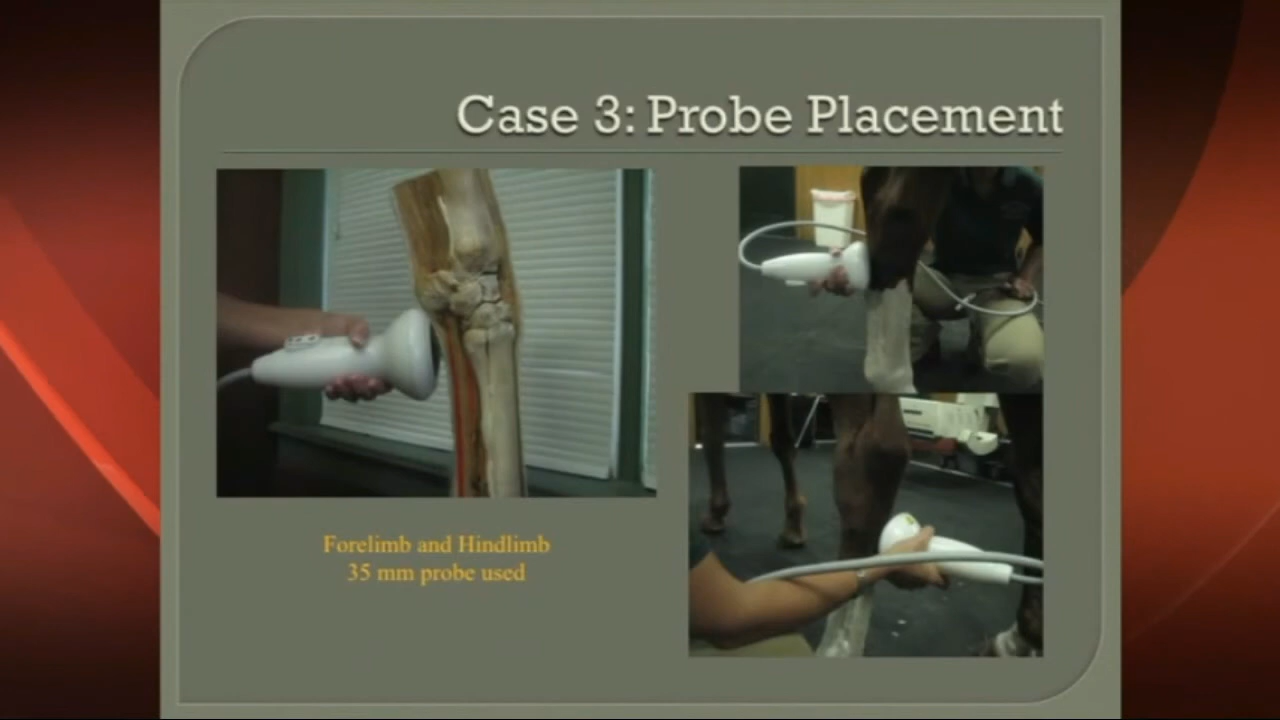 Case 3: Probe Placement
Forelimb and Hindlimb
35 mm probe used